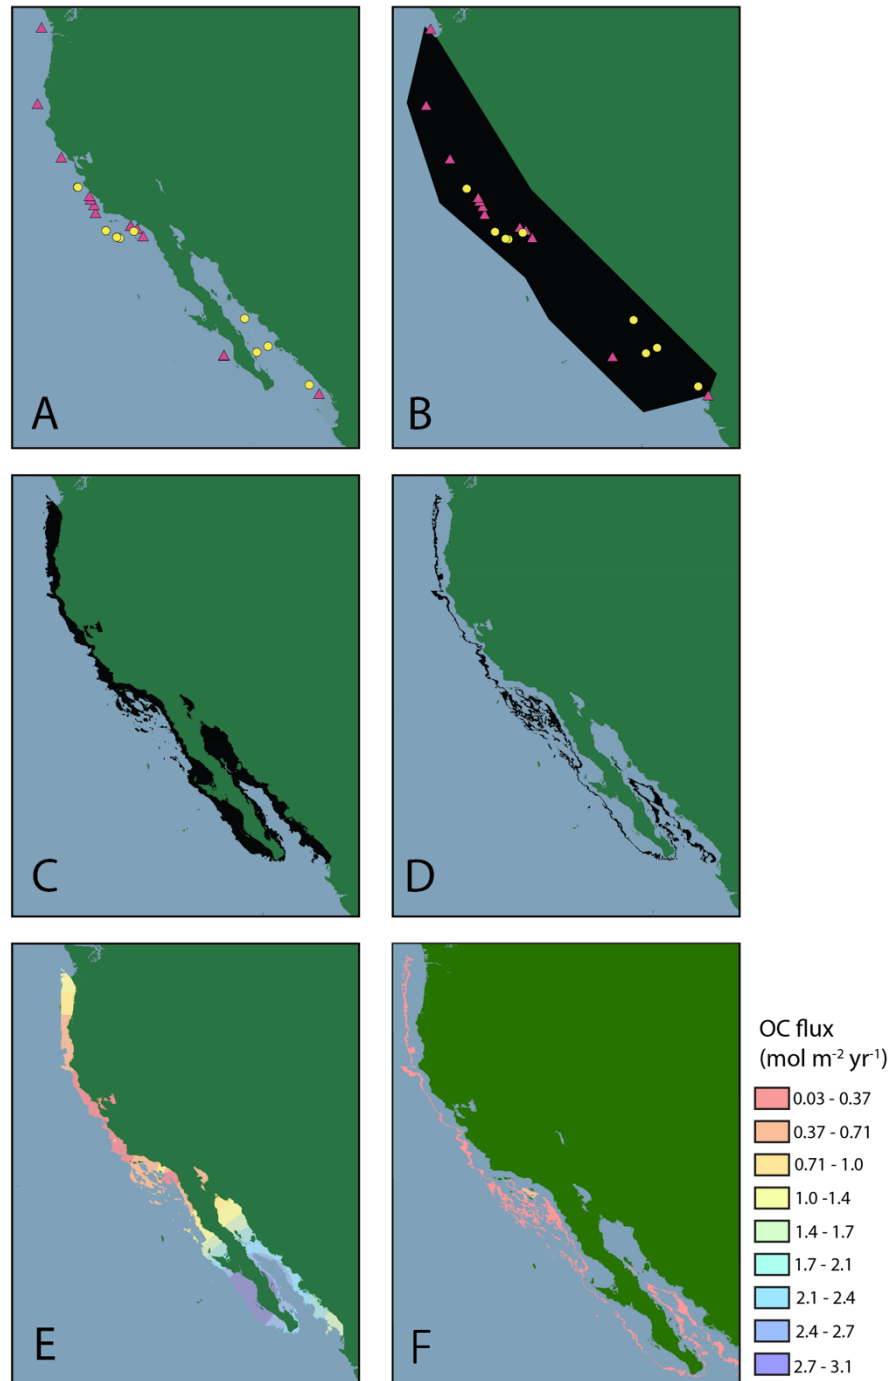 A
B
C
D
E
F
OC flux
(mol m⁻² yr⁻¹)
0.03 - 0.37
0.37 - 0.71
0.71 - 1.0
1.0 -1.4
1.4 - 1.7
1.7 - 2.1
2.1 - 2.4
2.4 - 2.7
2.7 - 3.1